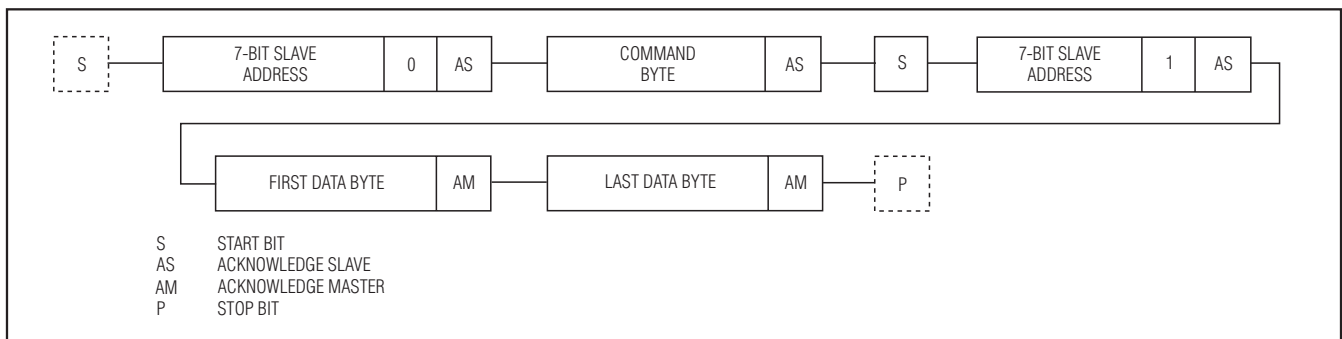 S 7-BIT SLAVE ADDRESS 0 AS COMMAND BYTE AS S 7-BIT SLAVE ADDRESS 1 AS
FIRST DATA BYTE AM LAST DATA BYTE AM P
S START BIT
AS ACKNOWLEDGE SLAVE
AM ACKNOWLEDGE MASTER
P STOP BIT